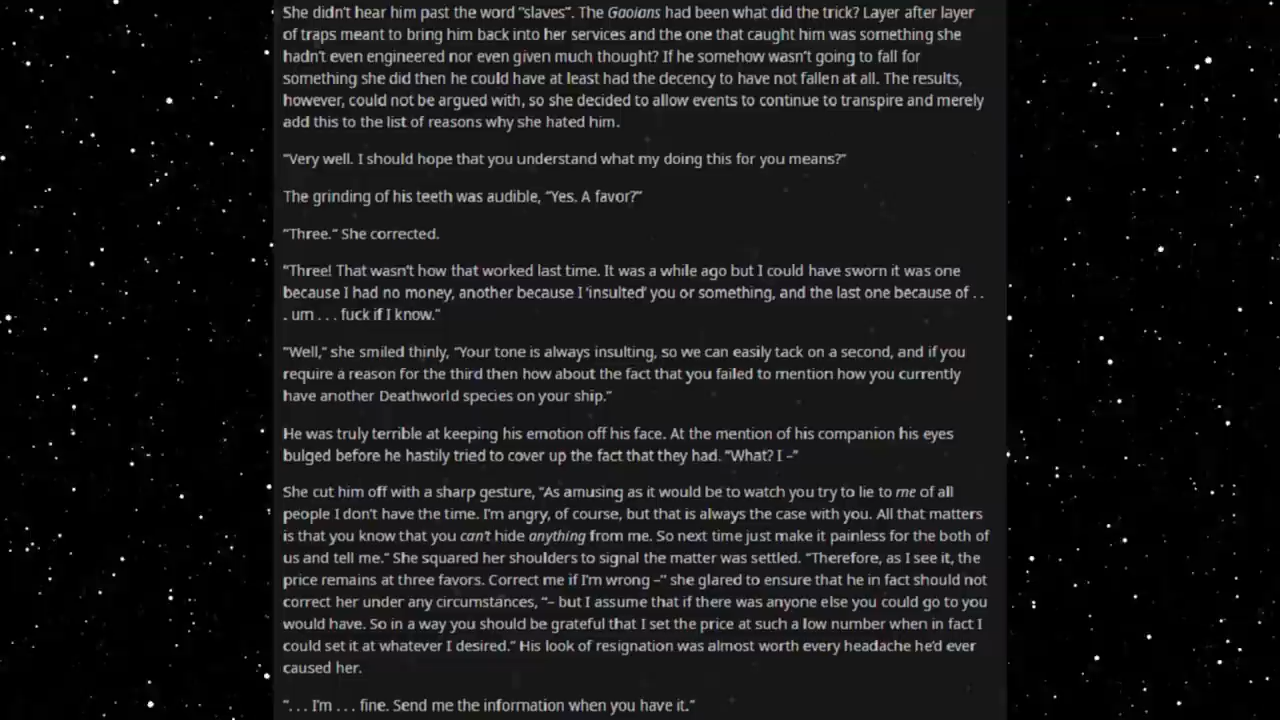 She didn't hear him past the word “slaves”. The Gaoians had been what did the trick? Layer after layer
of traps meant to bring him back into her services and the one that caught him was something she
hadn't even engineered nor even given much thought? If he somehow wasn't going to fall for
something she did then he could have at least had the decency to have not fallen at all. The results,
however, could not be argued with, so she decided to allow events to continue to transpire and merely
add this to the list of reasons why she hated him.
“Very well. I should hope that you understand what my doing this for you means?”
The grinding of his teeth was audible, “Yes. A favor?”
“Three.” She corrected.
“Three! That wasn't how that worked last time. It was a while ago but I could have sworn it was one
because I had no money, another because I ‘insulted’ you or something, and the last one because of . .
. um . . . fuck if I know.”
“Well,” she smiled thinly, “Your tone is always insulting, so we can easily tack on a second, and if you
require a reason for the third then how about the fact that you failed to mention how you currently
have another Deathworld species on your ship.”
He was truly terrible at keeping his emotion off his face. At the mention of his companion his eyes
bulged before he hastily tried to cover up the fact that they had. “What? I –”
She cut him off with a sharp gesture, “As amusing as it would be to watch you try to lie to me of all
people I don't have the time. I'm angry, of course, but that is always the case with you. All that matters
is that you know that you can't hide anything from me. So next time just make it painless for the both of
us and tell me.” She squared her shoulders to signal the matter was settled. “Therefore, as I see it, the
price remains at three favors. Correct me if I'm wrong –” she glared to ensure that he in fact should not
correct her under any circumstances, “– but I assume that if there was anyone else you could go to you
would have. So in a way you should be grateful that I set the price at such a low number when in fact I
could set it at whatever I desired.” His look of resignation was almost worth every headache he'd ever
caused her.
“. . . I'm . . . fine. Send me the information when you have it.”